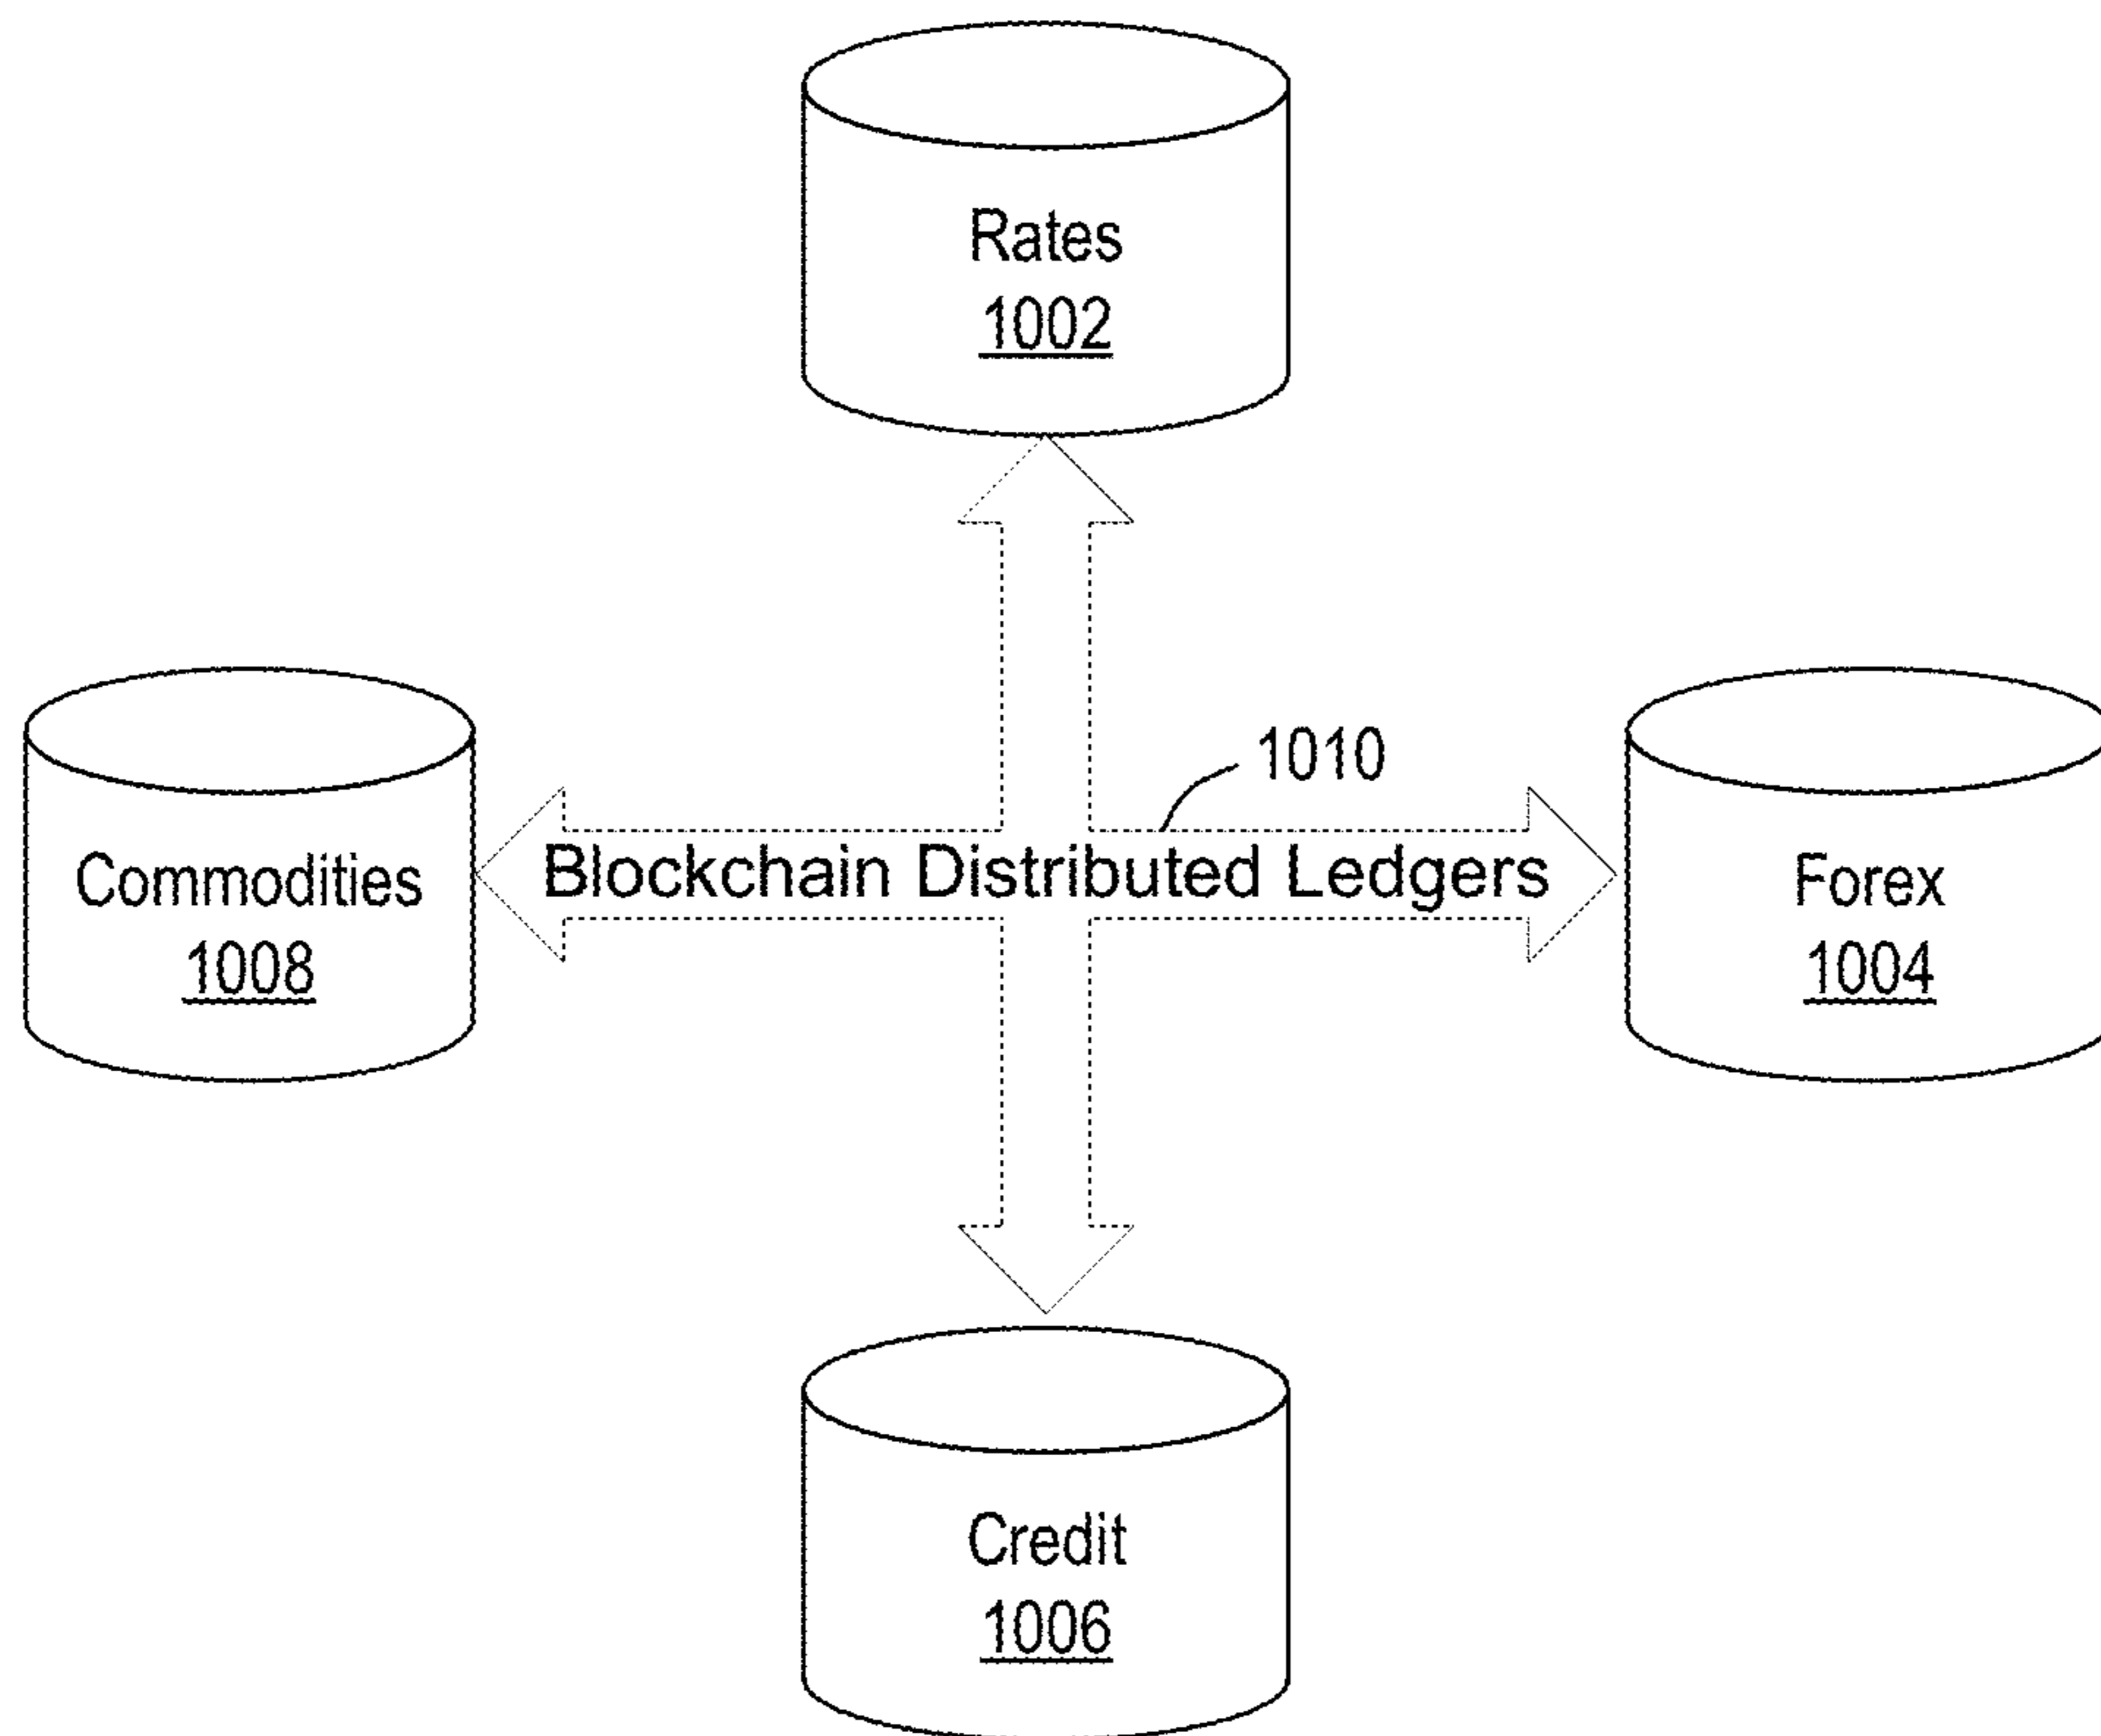 Rates
1002
1010
Commodities
1008
Blockchain Distributed Ledgers
Forex
1004
Credit
1006